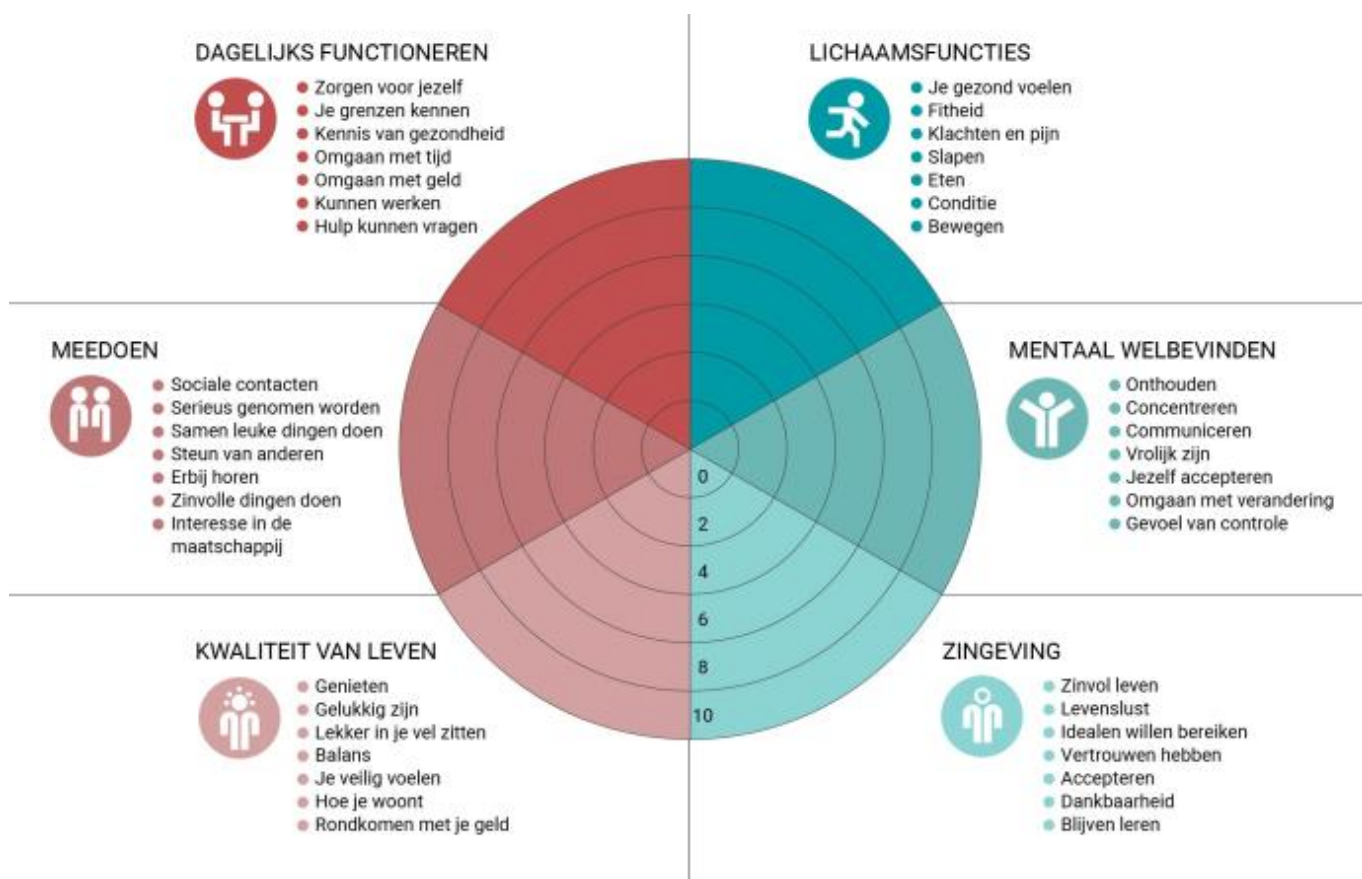 DAGELIJKS FUNCTIONEREN
Zorgen voor jezelf
Je grenzen kennen
Kennis van gezondheid
Omgaan met tijd
Omgaan met geld
Kunnen werken
Hulp kunnen vragen
LICHAAMSFUNCTIES
Je gezond voelen
Fitheid
Klachten en pijn
Slapen
Eten
Conditie
Bewegen
MEEDOEN
Sociale contacten
Serieus genomen worden
Samen leuke dingen doen
Steun van anderen
Erbij horen
Zinvolle dingen doen
Interesse in de
maatschappij
MENTAAL WELBEVINDEN
Onthouden
Concentreren
Communiceren
Vrolijk zijn
Jezelf accepteren
Omgaan met verandering
Gevoel van controle
0
2
4
6
8
10
KWALITEIT VAN LEVEN
Genieten
Gelukkig zijn
Lekker in je vel zitten
Balans
Je veilig voelen
Hoe je woont
Rondkomen met je geld
ZINGEVING
Zinvol leven
Levenslust
Idealen willen bereiken
Vertrouwen hebben
Accepteren
Dankbaarheid
Blijven leren